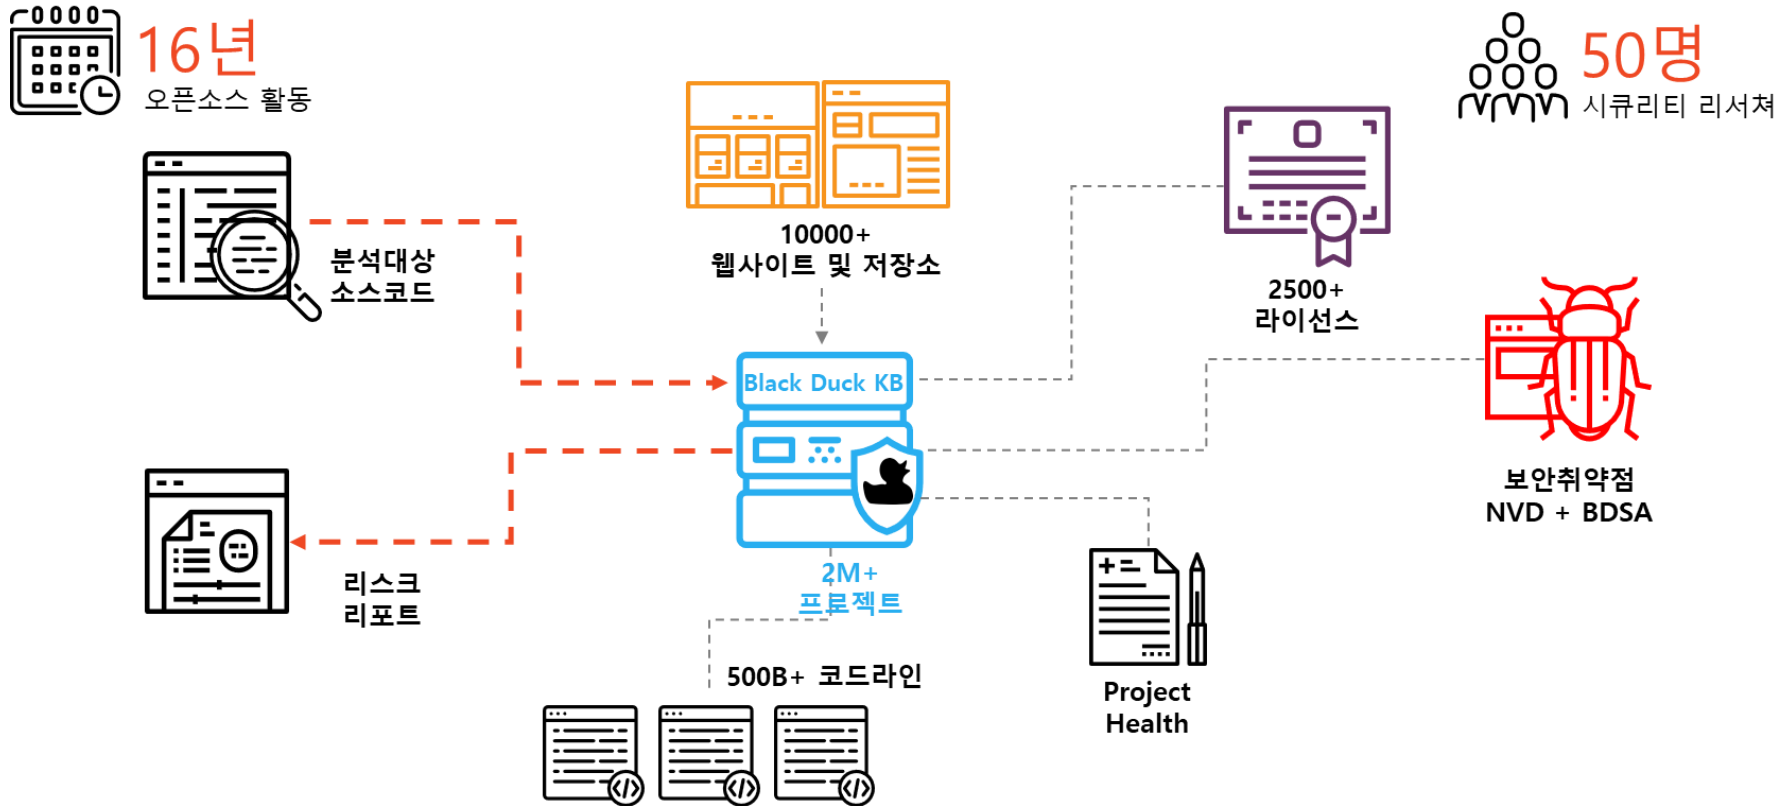 16년
오픈소스 활동
50명
시큐리티 리서쳐
분석대상
소스코드
10000+
웹사이트 및 저장소
2500+
라이선스
Black Duck KB
보안취약점
NVD + BDSA
2M+
프로젝트
리스크
리포트
500B+ 코드라인
Project
Health